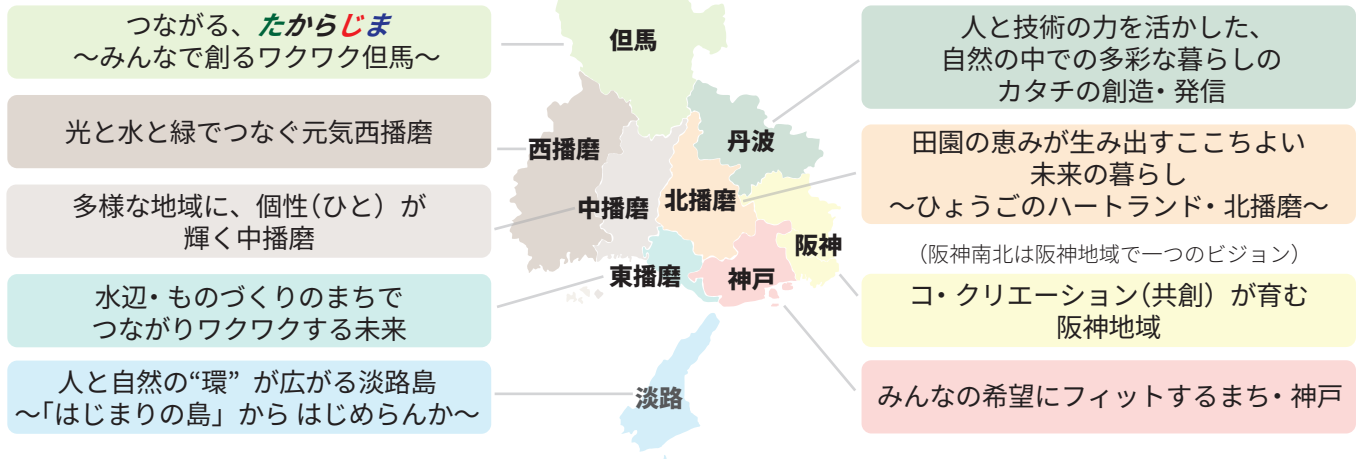 つながる、たからじま
～みんなで創るワクワク但馬～
光と水と緑でつなぐ元気西播磨
多様な地域に、個性（ひと）が
輝く中播磨
水辺・ものづくりのまちで
つながりワクワクする未来
人と自然の“環”が広がる淡路島
～「はじまりの島」から はじめらんか～
但馬
丹波
西播磨
中播磨
北播磨
阪神
東播磨
神戸
淡路
人と技術の力を活かした、
自然の中での多彩な暮らしの
カタチの創造・発信
田園の恵みが生み出すここちよい
未来の暮らし
～ひょうごのハートランド・北播磨～
（阪神南北は阪神地域で一つのビジョン）
コ・クリエーション（共創）が育む
阪神地域
みんなの希望にフィットするまち・神戸